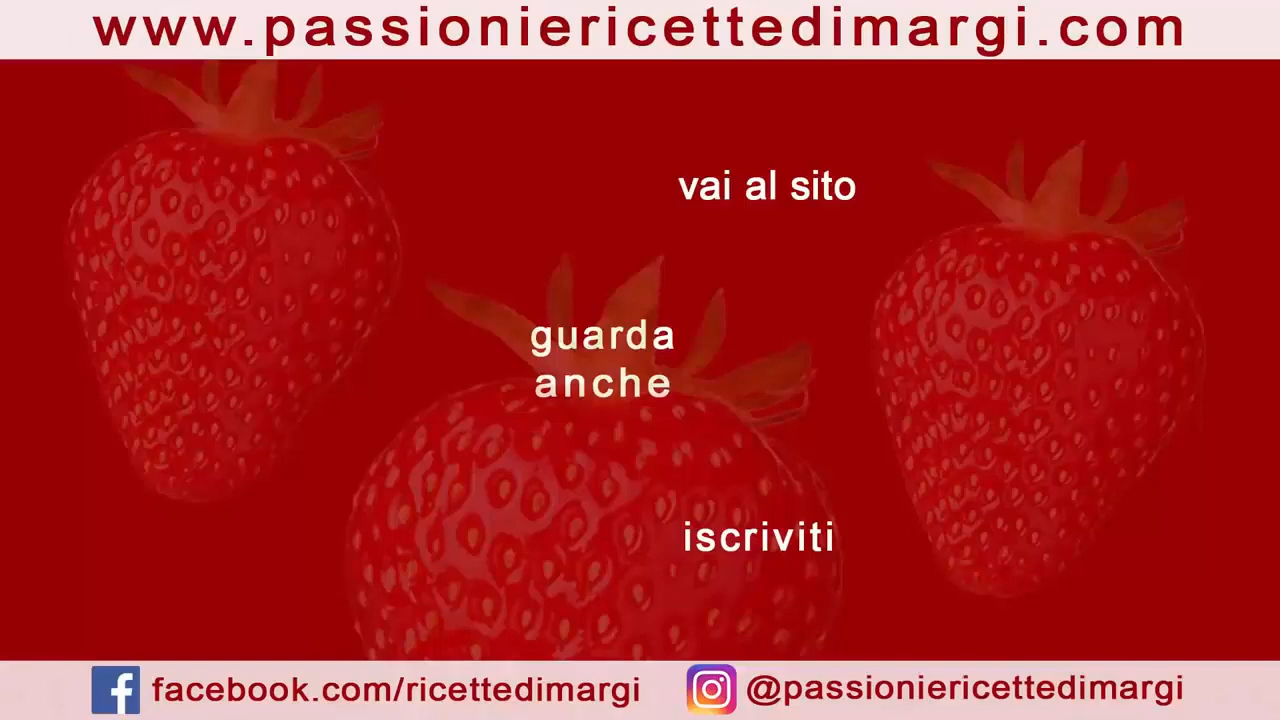 www.passioniericettedimargi.com
vai al sito
guarda
anche
iscriviti
facebook.com/ricettedimargi
@passioniericettedimargi